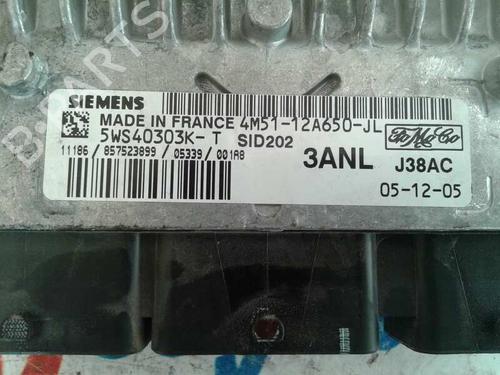 SIEMENS
MADE IN FRANCE 4M51-12A650-JL
5WS40303K-T SID202
11186 / 857523899 / 05339 / 001A8
3ANL J38AC
05-12-05
FoMoCo
B-PARTS